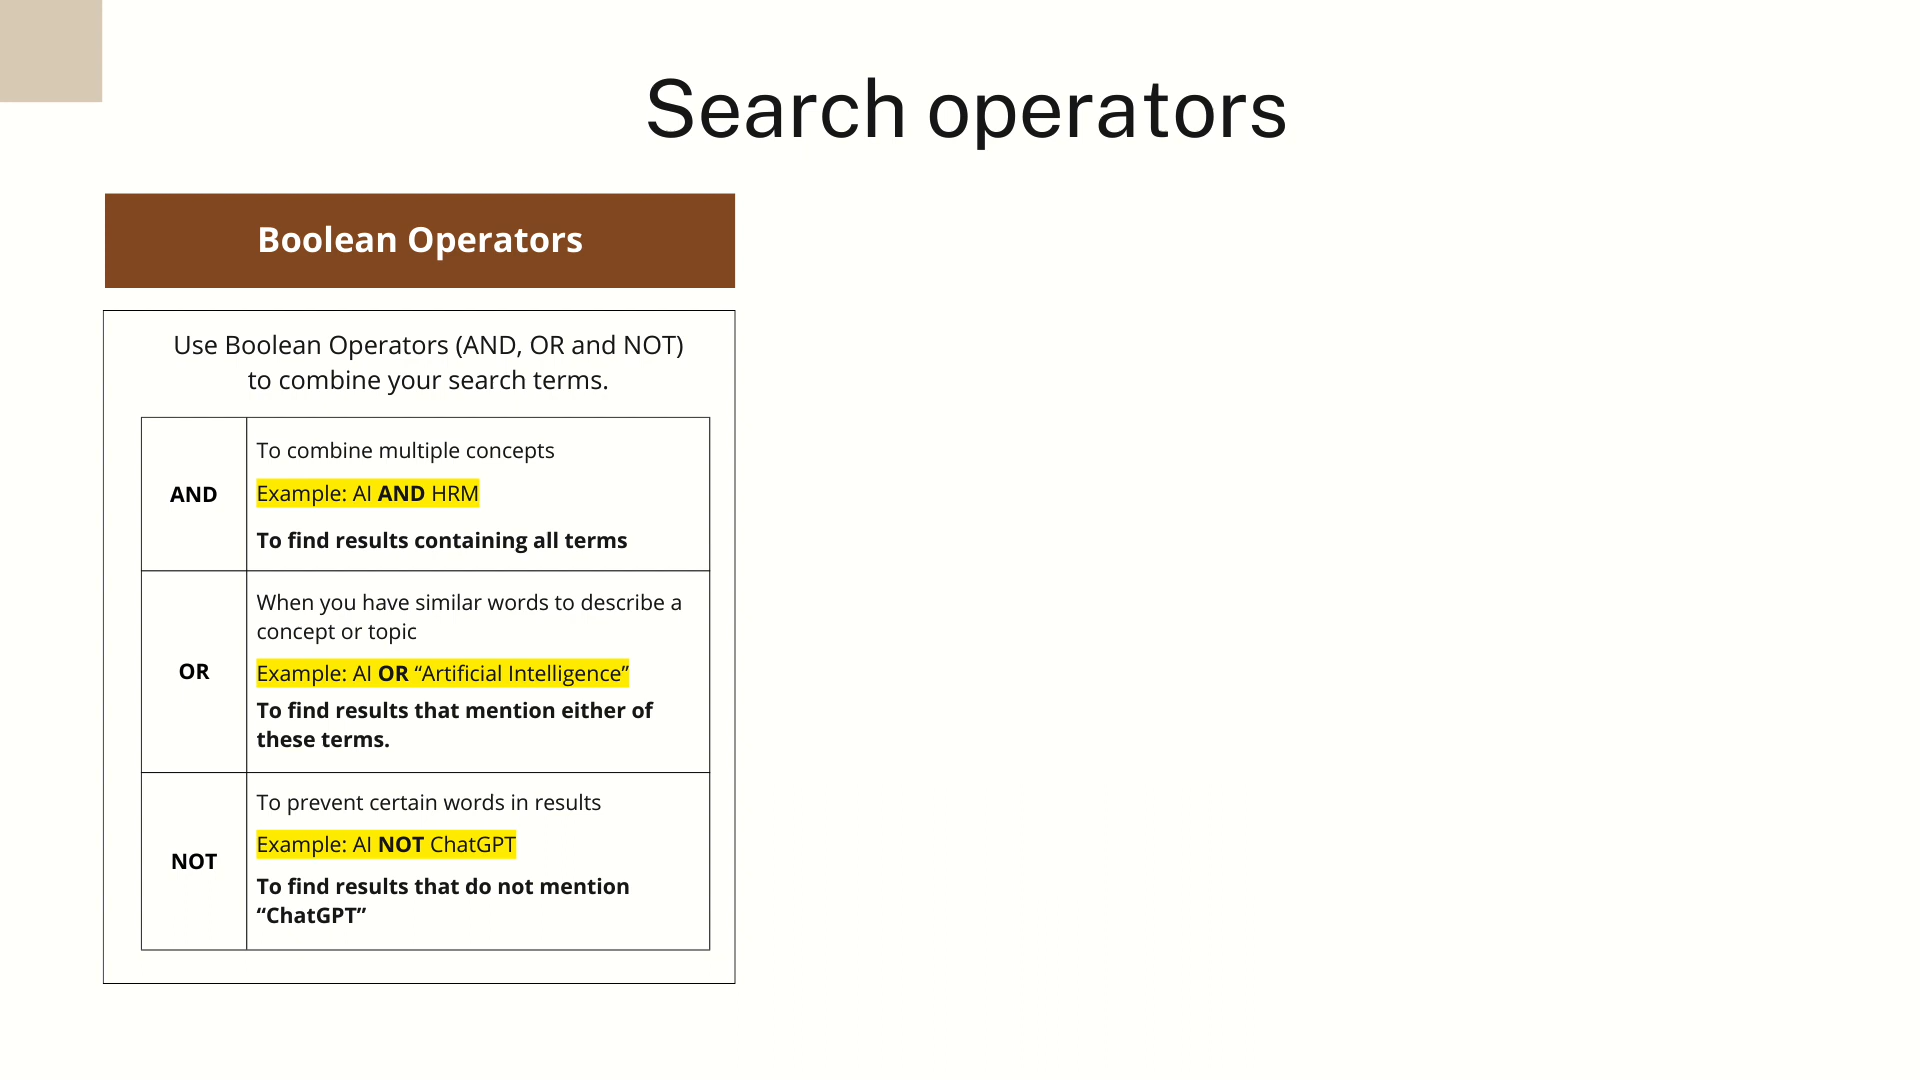 Search operators
Boolean Operators
Use Boolean Operators (AND, OR and NOT)
to combine your search terms.
AND
To combine multiple concepts
Example: AI AND HRM
To find results containing all terms
OR
When you have similar words to describe a
concept or topic
Example: AI OR “Artificial Intelligence”
To find results that mention either of
these terms.
NOT
To prevent certain words in results
Example: AI NOT ChatGPT
To find results that do not mention
“ChatGPT”